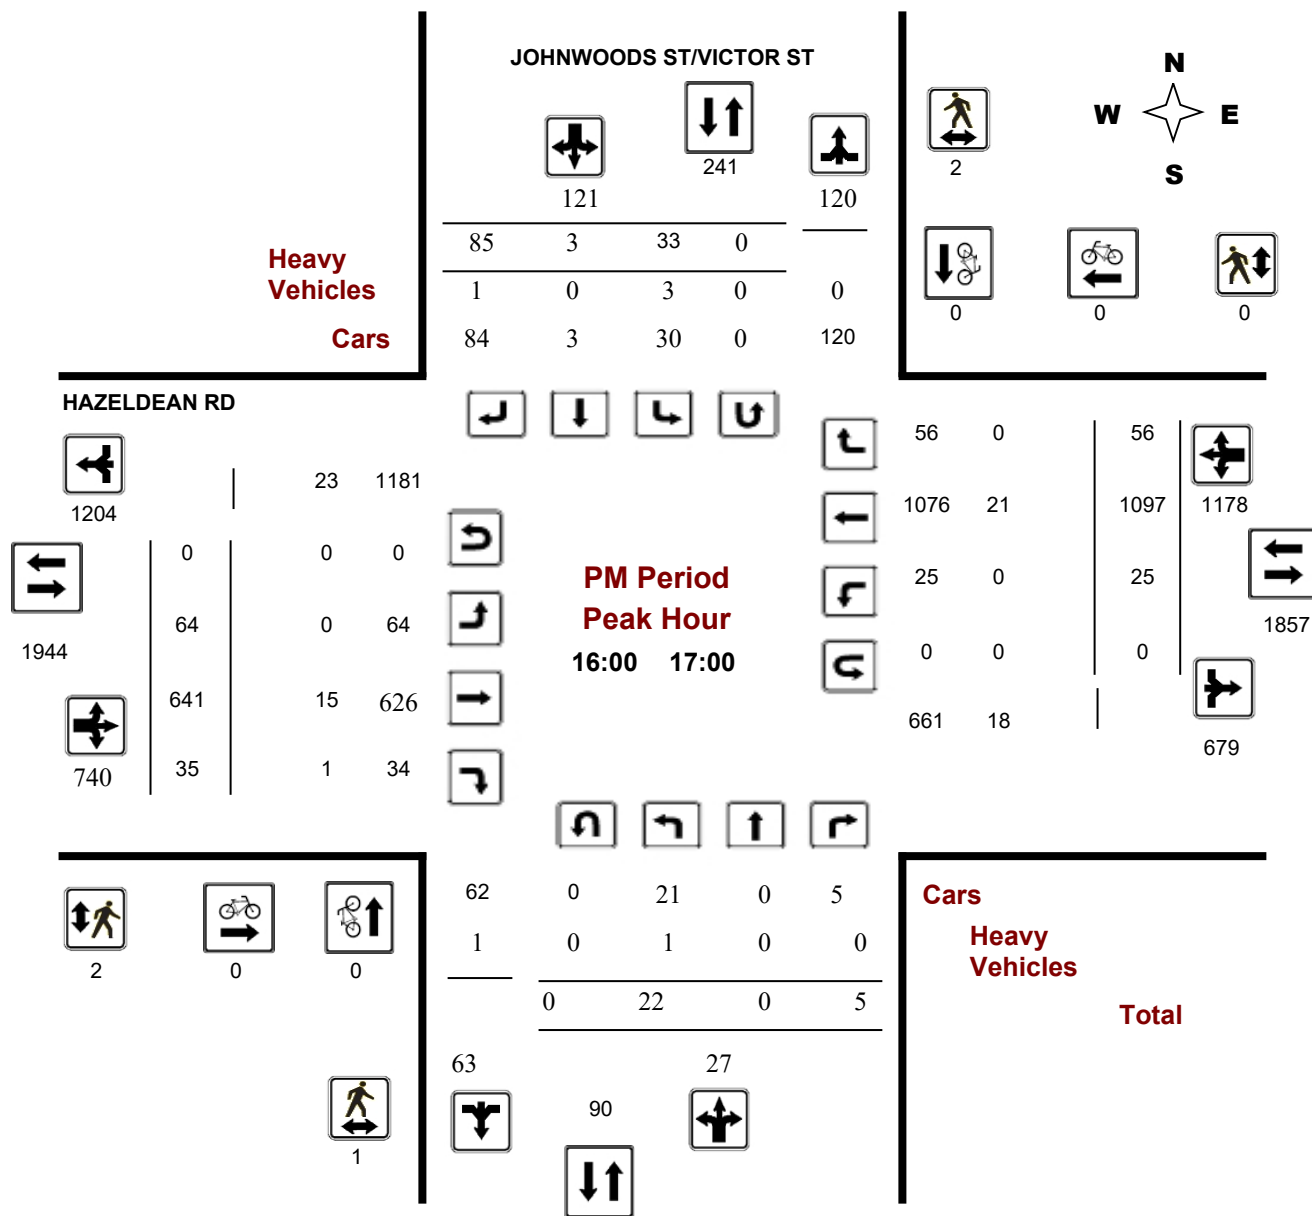 JOHNWOODS ST/VICTOR ST
N
W E
S
241
2
121 120
85 3 33 0
Heavy
Vehicles
1 0 3 0 0
0 0 0
Cars
84 3 30 0 120
HAZELDEAN RD
56 0 56
23 1181
1204
1076 21 1097 1178
0 0 0
25 0 25
PM Period
Peak Hour
64 0 64
1857
1944
16:00 17:00
0 0 0
641 15 626
661 18
679
740
35 1 34
62 0 21 0 5
Cars
1 0 1 0 0
Heavy
Vehicles
2 0 0
0 22 0 5
Total
63 27
90
1